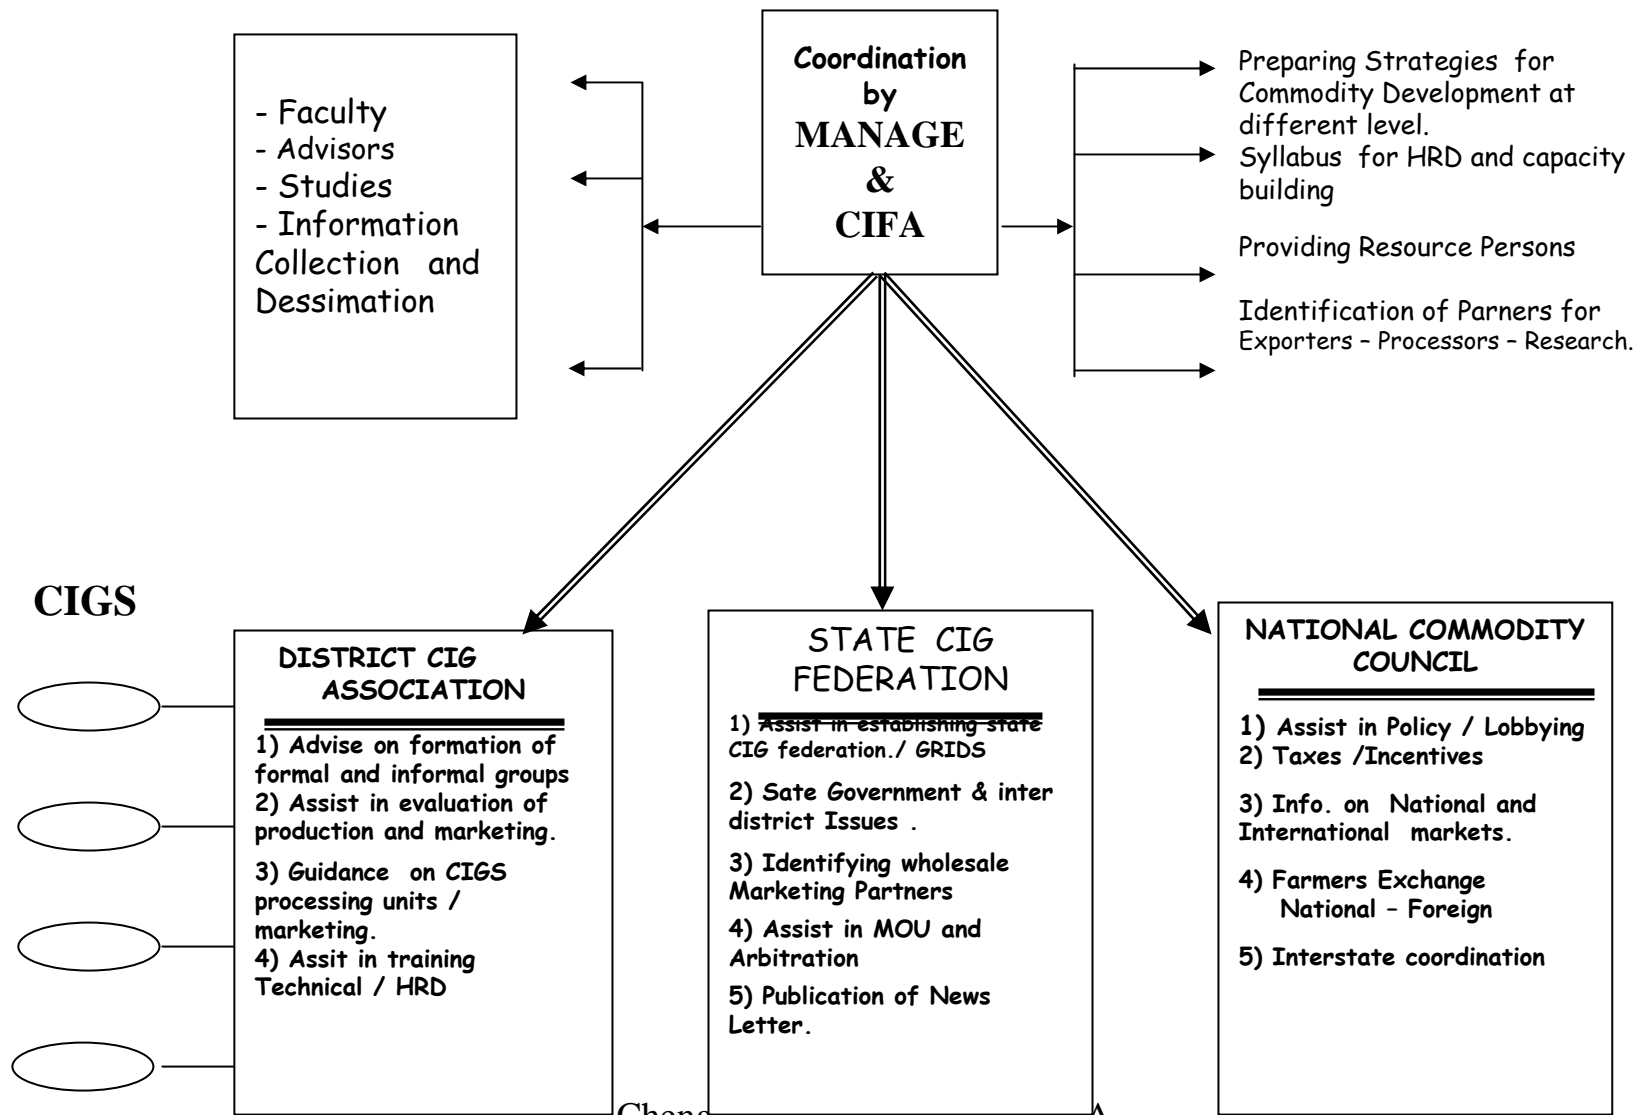 Coordination
by
MANAGE
&
CIFA
- Faculty
- Advisors
- Studies
- Information
Collection and
Dessimation
Preparing Strategies for
Commodity Development at
different level.
Syllabus for HRD and capacity
building
Providing Resource Persons
Identification of Parners for
Exporters – Processors – Research.
CIGS
DISTRICT CIG
ASSOCIATION
1) Advise on formation of
formal and informal groups
2) Assist in evaluation of
production and marketing.
3) Guidance on CIGS
processing units /
marketing.
4) Assit in training
Technical / HRD
STATE CIG
FEDERATION
1) Assist in establishing state
CIG federation./ GRIDS
2) Sate Government & inter
district Issues .
3) Identifying wholesale
Marketing Partners
4) Assist in MOU and
Arbitration
5) Publication of News
Letter.
NATIONAL COMMODITY
COUNCIL
1) Assist in Policy / Lobbying
2) Taxes /Incentives
3) Info. on National and
International markets.
4) Farmers Exchange
National – Foreign
5) Interstate coordination